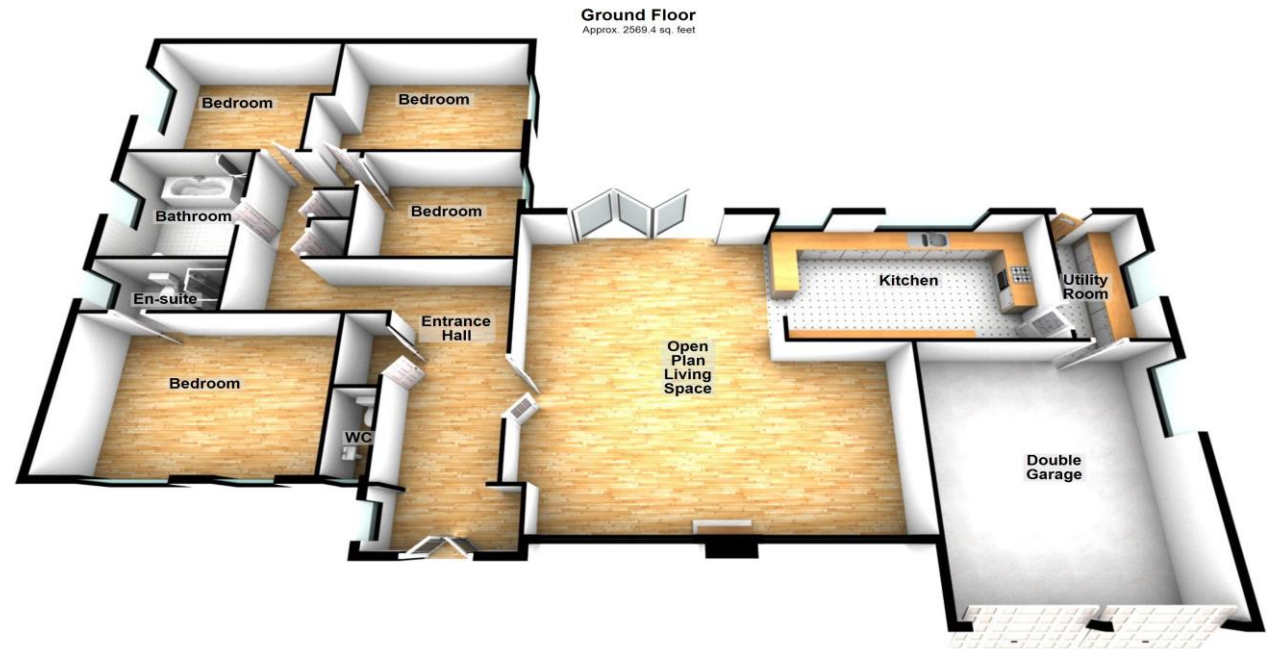 Ground Floor
Approx. 2569.4 sq. feet
Bedroom
Bedroom
Bathroom
Bedroom
En-suite
Kitchen
Utility
Room
Entrance
Hall
Open
Plan
Living
Space
Bedroom
WC
Double
Garage